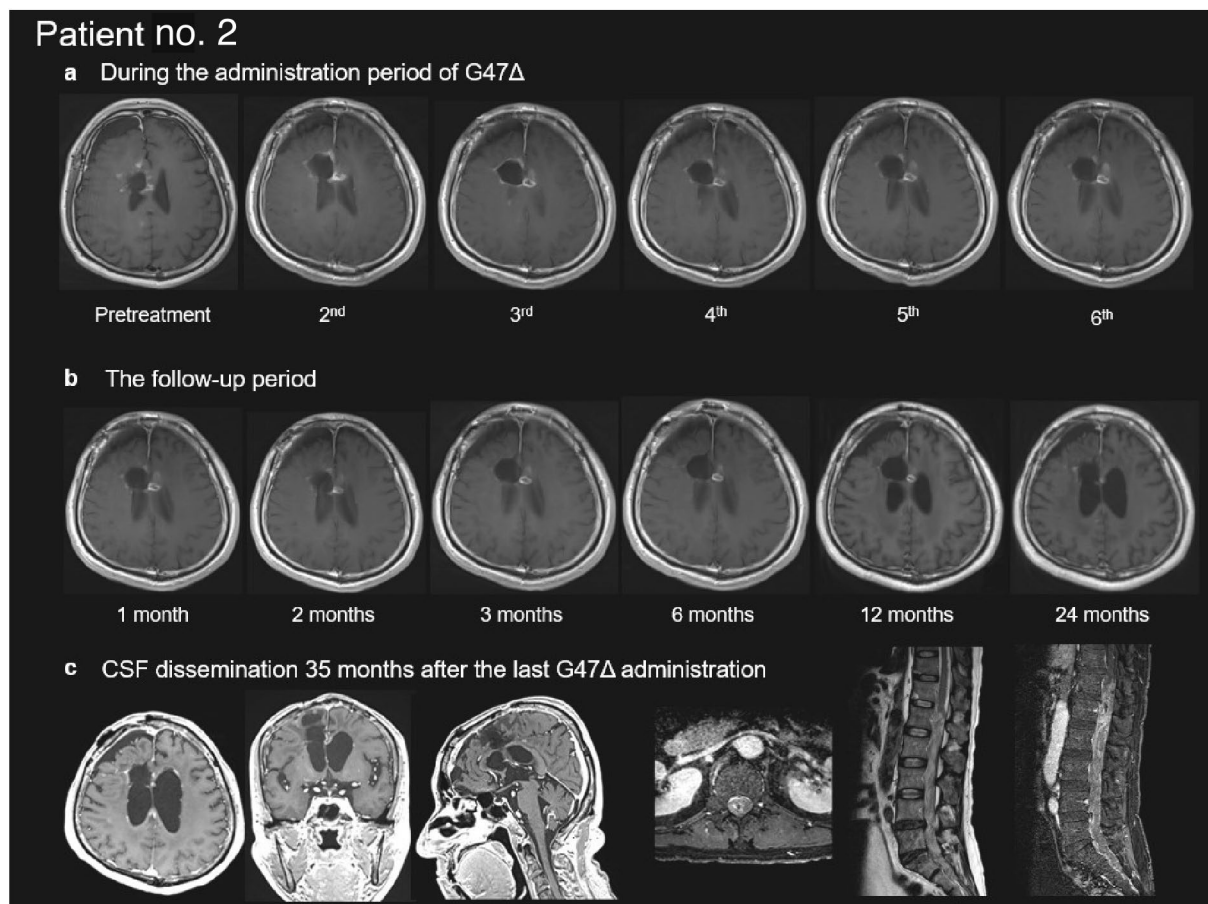 Patient no. 2
a During the administration period of G47Δ
Pretreatment 2nd 3rd 4th 5th 6th
b The follow-up period
1 month 2 months 3 months 6 months 12 months 24 months
c CSF dissemination 35 months after the last G47Δ administration